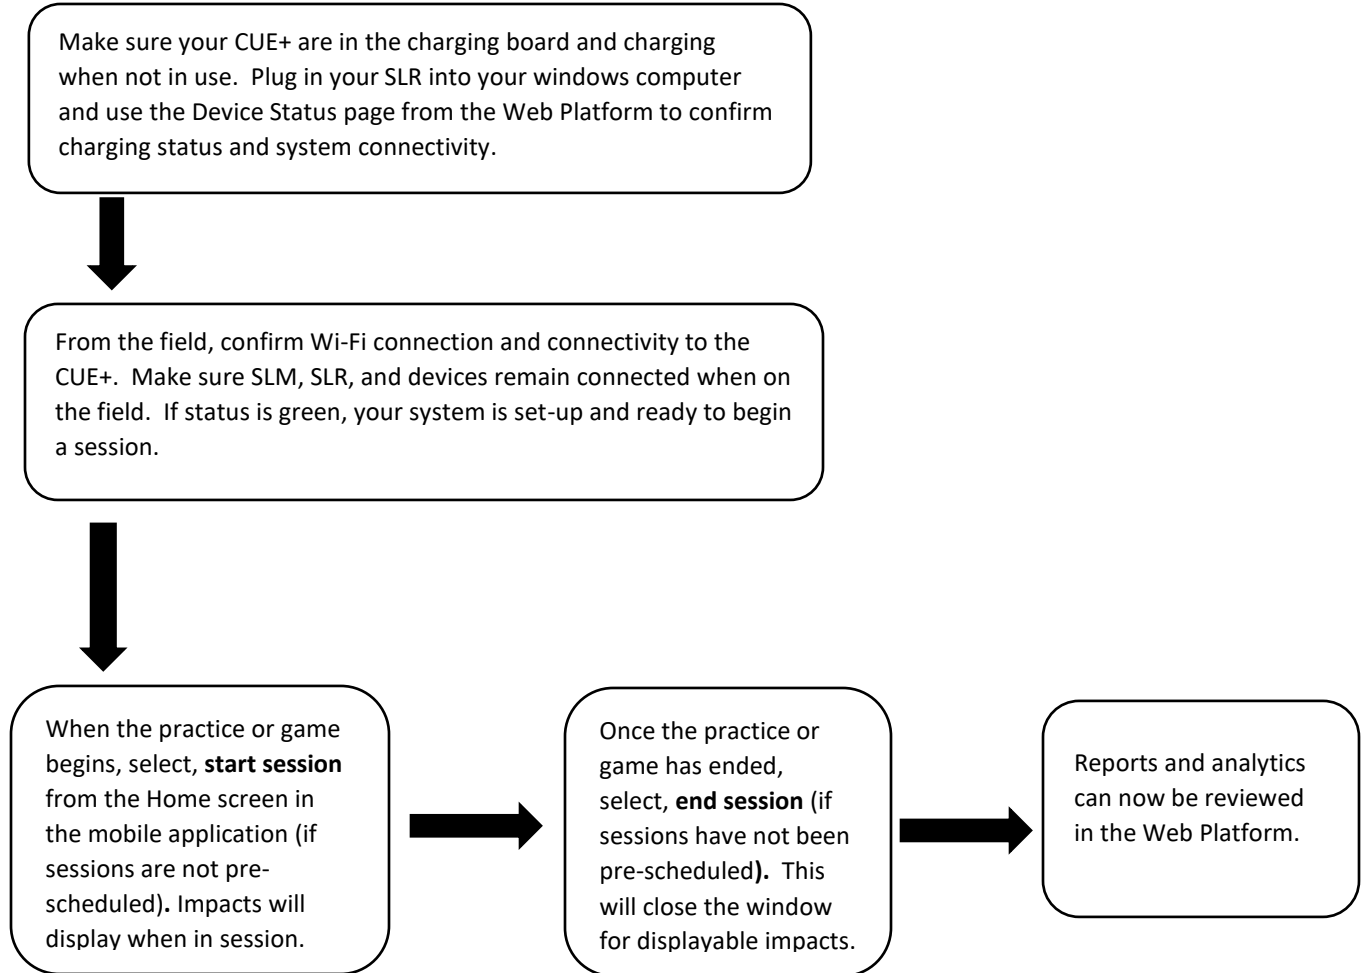 Make sure your CUE+ are in the charging board and charging
when not in use.  Plug in your SLR into your windows computer
and use the Device Status page from the Web Platform to confirm
charging status and system connectivity.
From the field, confirm Wi-Fi connection and connectivity to the
CUE+.  Make sure SLM, SLR, and devices remain connected when on
the field.  If status is green, your system is set-up and ready to begin
a session.
When the practice or game
begins, select, start session
from the Home screen in
the mobile application (if
sessions are not pre-
scheduled). Impacts will
display when in session.
Once the practice or
game has ended,
select, end session (if
sessions have not been
pre-scheduled).  This
will close the window
for displayable impacts.
Reports and analytics
can now be reviewed
in the Web Platform.